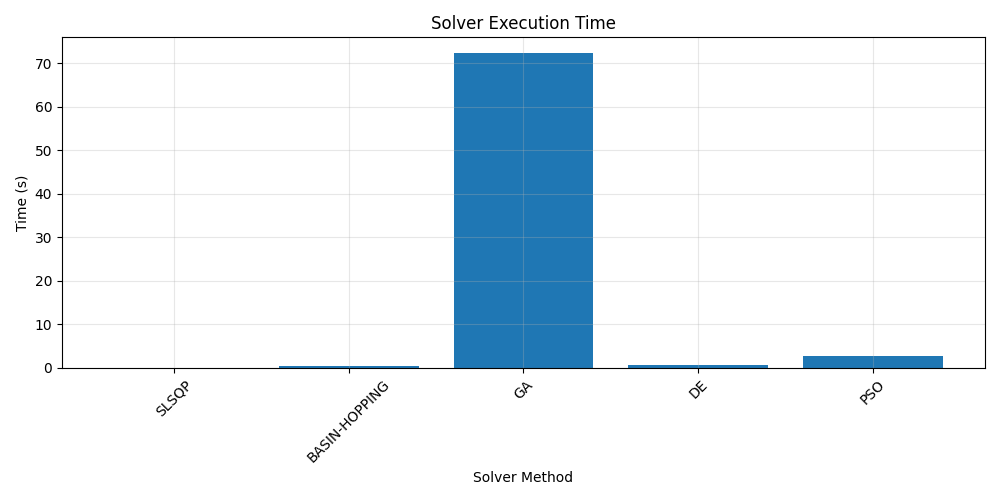 Solver Execution Time
Time (s)
70
60
50
40
30
20
10
0
SLSQP
BASIN-HOPPING
GA
DE
PSO
Solver Method